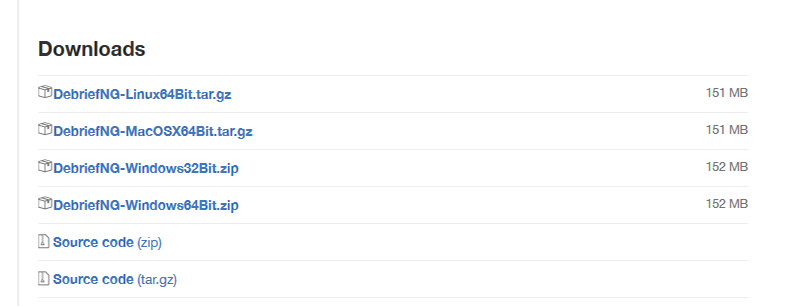 Downloads
DebriefNG-Linux64Bit.tar.gz 151 MB
DebriefNG-MacOSX64Bit.tar.gz 151 MB
DebriefNG-Windows32Bit.zip 152 MB
DebriefNG-Windows64Bit.zip 152 MB
Source code (zip)
Source code (tar.gz)